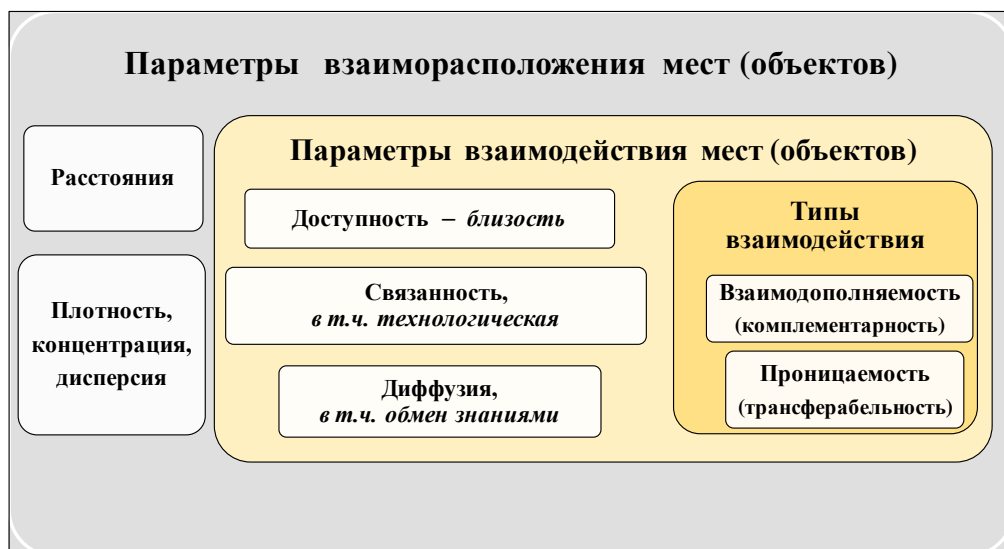 Параметры взаиморасположения мест (объектов)
Расстояния
Плотность,
концентрация,
дисперсия
Параметры взаимодействия мест (объектов)
Доступность – близость
Связанность,
в т.ч. технологическая
Диффузия,
в т.ч. обмен знаниями
Типы
взаимодействия
Взаимодополняемость
(комплементарность)
Проницаемость
(трансферабельность)